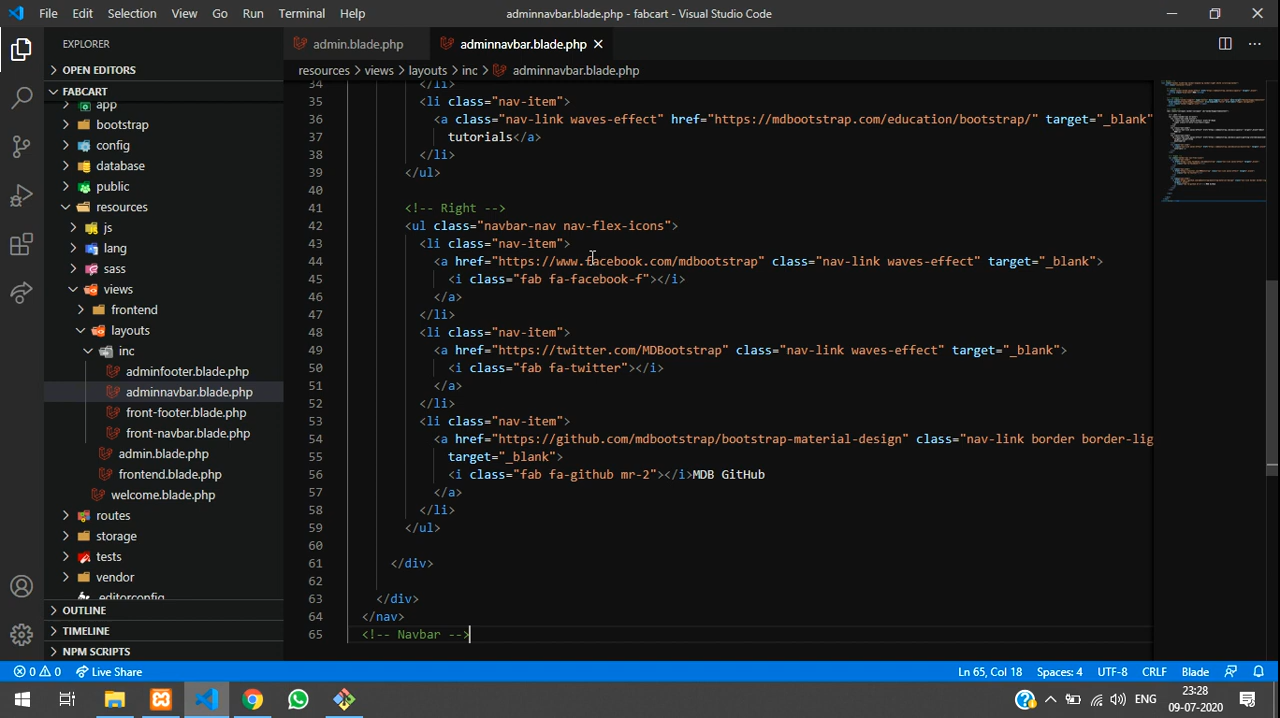 File Edit Selection View Go Run Terminal Help adminnavbar.blade.php - fabcart - Visual Studio Code
EXPLORER
OPEN EDITORS
FABCART
app
bootstrap
config
database
public
resources
js
lang
sass
views
frontend
layouts
inc
adminfooter.blade.php
adminnavbar.blade.php
front-footer.blade.php
front-navbar.blade.php
admin.blade.php
frontend.blade.php
welcome.blade.php
routes
storage
tests
vendor
.editorconfig
OUTLINE
TIMELINE
NPM SCRIPTS
admin.blade.php adminnavbar.blade.php
resources > views > layouts > inc > adminnavbar.blade.php
34 </li>
35 <li class="nav-item">
36 <a class="nav-link waves-effect" href="https://mdbootstrap.com/education/bootstrap/" target="_blank"
37 tutorials</a>
38 </li>
39 </ul>
40
41 <!-- Right -->
42 <ul class="navbar-nav nav-flex-icons">
43 <li class="nav-item">
44 <a href="https://www.facebook.com/mdbootstrap" class="nav-link waves-effect" target="_blank">
45 <i class="fab fa-facebook-f"></i>
46 </a>
47 </li>
48 <li class="nav-item">
49 <a href="https://twitter.com/MDBootstrap" class="nav-link waves-effect" target="_blank">
50 <i class="fab fa-twitter"></i>
51 </a>
52 </li>
53 <li class="nav-item">
54 <a href="https://github.com/mdbootstrap/bootstrap-material-design" class="nav-link border border-lig
55 target="_blank">
56 <i class="fab fa-github mr-2"></i>MDB GitHub
57 </a>
58 </li>
59 </ul>
60
61 </div>
62
63 </div>
64 </nav>
65 <!-- Navbar -->
0 0 Live Share Ln 65, Col 18 Spaces: 4 UTF-8 CRLF Blade
ENG 23:28
09-07-2020